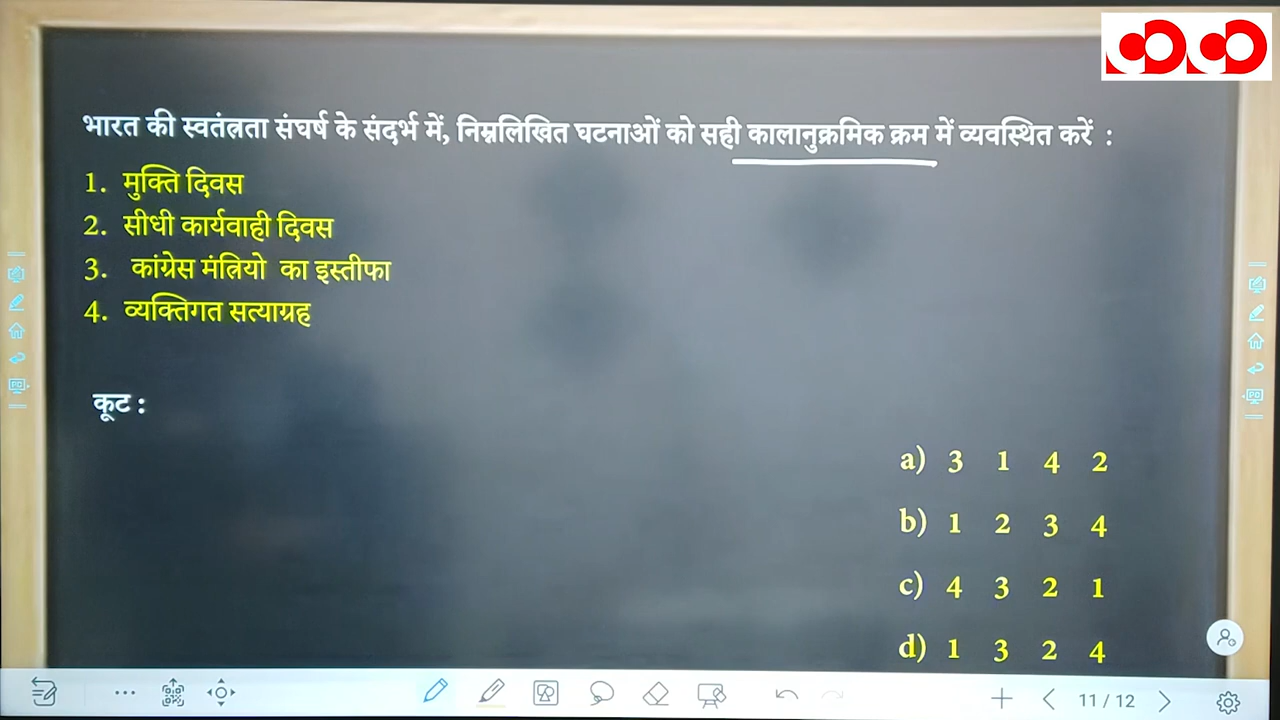 भारत की स्वतंत्रता संघर्ष के संदर्भ में, निम्नलिखित घटनाओं को सही कालानुक्रमिक क्रम में व्यवस्थित करें :
1. मुक्ति दिवस
2. सीधी कार्यवाही दिवस
3. कांग्रेस मंत्रियो का इस्तीफा
4. व्यक्तिगत सत्याग्रह
कूट :
a) 3 1 4 2
b) 1 2 3 4
c) 4 3 2 1
d) 1 3 2 4
11 / 12